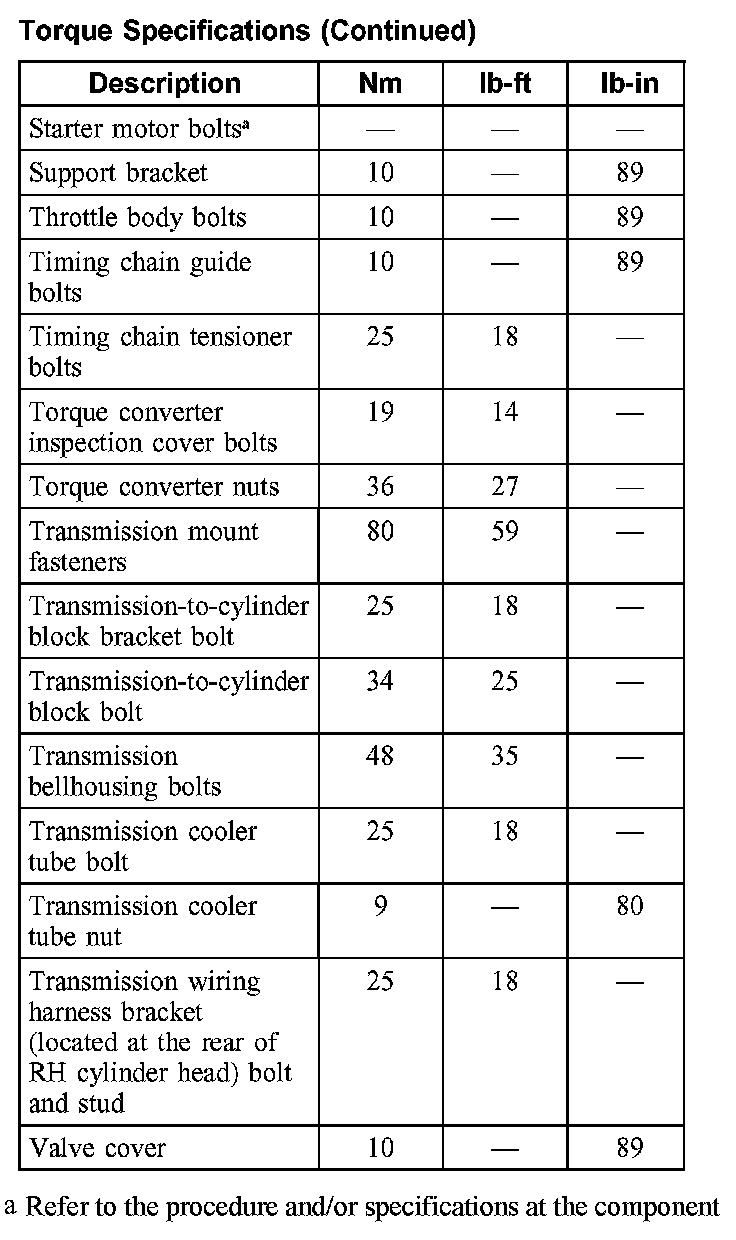 Torque Specifications (Continued)
Description Nm lb-ft lb-in
Starter motor boltsᵃ — — —
Support bracket 10 — 89
Throttle body bolts 10 — 89
Timing chain guide 10 — 89
bolts
Timing chain tensioner 25 18 —
bolts
Torque converter 19 14 —
inspection cover bolts
Torque converter nuts 36 27 —
Transmission mount 80 59 —
fasteners
Transmission-to-cylinder 25 18 —
block bracket bolt
Transmission-to-cylinder 34 25 —
block bolt
Transmission 48 35 —
bellhousing bolts
Transmission cooler 25 18 —
tube bolt
Transmission cooler 9 — 80
tube nut
Transmission wiring 25 18 —
harness bracket
(located at the rear of
RH cylinder head) bolt
and stud
Valve cover 10 — 89
a Refer to the procedure and/or specifications at the component